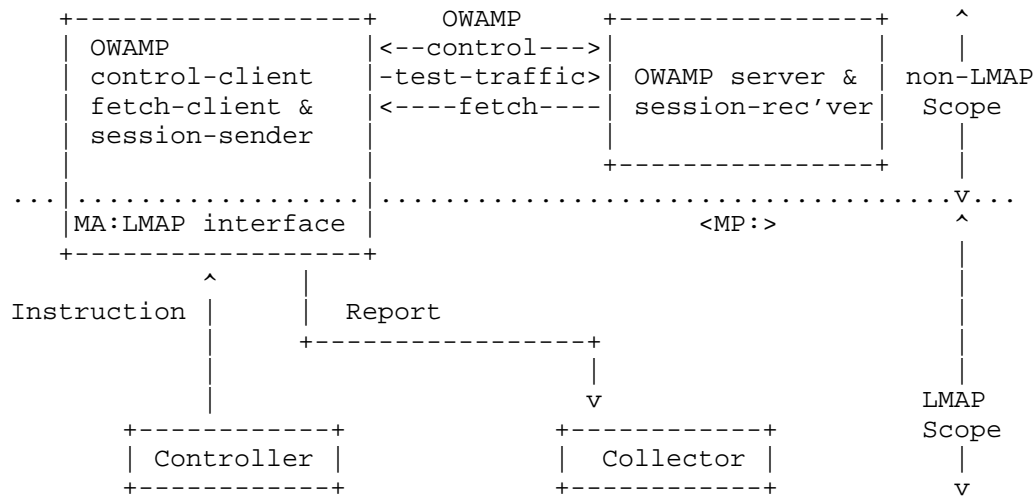 OWAMP
OWAMP <--control--->
control-client -test-traffic> OWAMP server & non-LMAP
fetch-client & <----fetch---- session-rec'ver Scope
session-sender
MA:LMAP interface <MP:>
Instruction Report
LMAP
Scope
Controller Collector